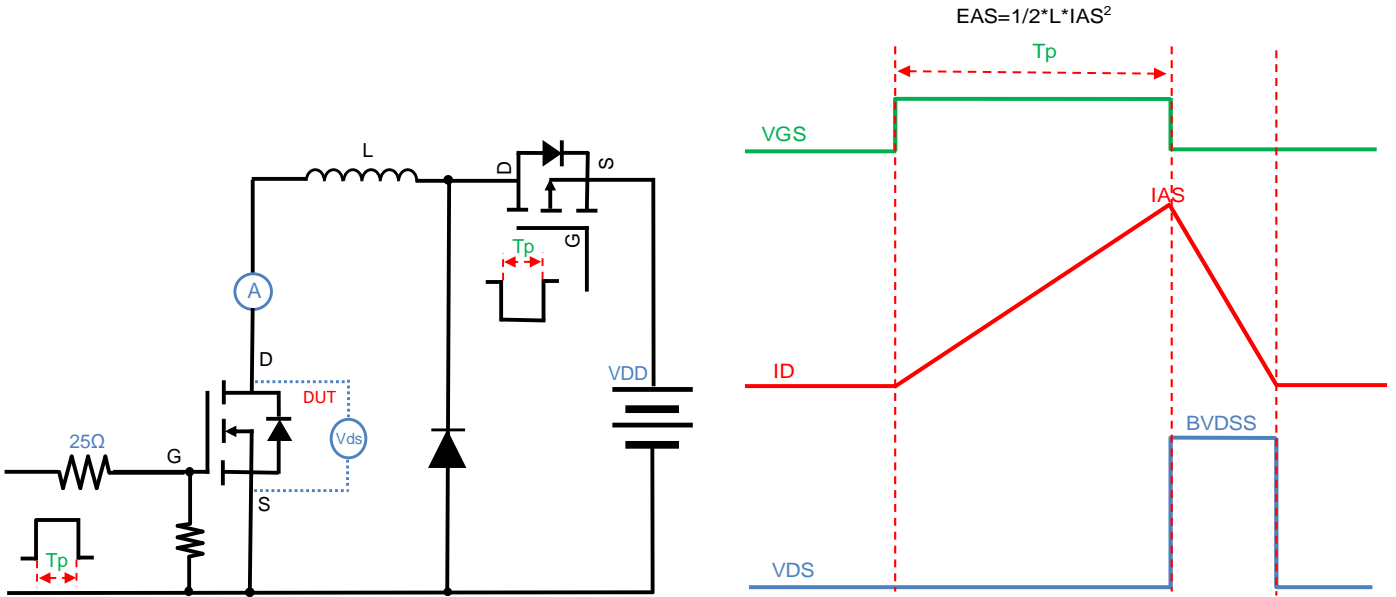 L
D
S
G
Tp
A
D
DUT
Vds
VDD
25Ω
G
S
Tp
EAS=1/2*L*IAS²
Tp
VGS
IAS
ID
BVDSS
VDS